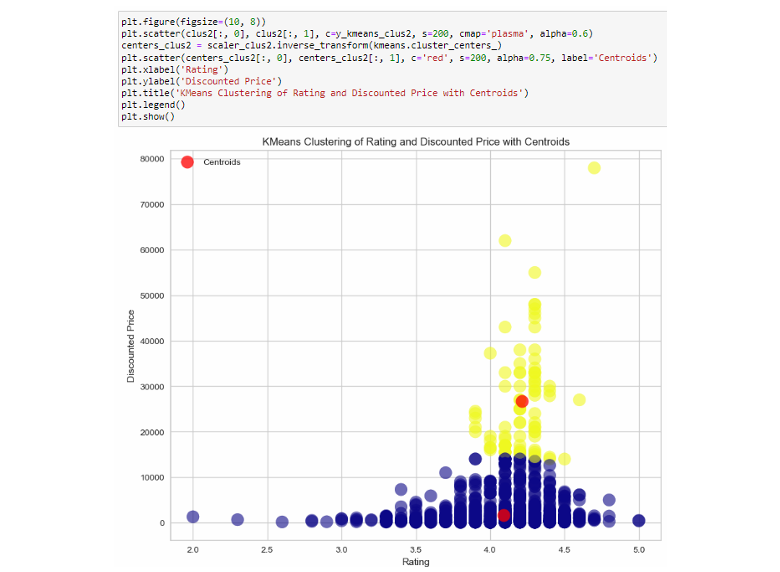 plt.figure(figsize=(10, 8))
plt.scatter(clus2[:, 0], clus2[:, 1], c=y_kmeans_clus2, s=200, cmap='plasma', alpha=0.6)
centers_clus2 = scaler_clus2.inverse_transform(kmeans.cluster_centers_)
plt.scatter(centers_clus2[:, 0], centers_clus2[:, 1], c='red', s=200, alpha=0.75, label='Centroids')
plt.xlabel('Rating')
plt.ylabel('Discounted Price')
plt.title('KMeans Clustering of Rating and Discounted Price with Centroids')
plt.legend()
plt.show()
KMeans Clustering of Rating and Discounted Price with Centroids
Centroids
80000
70000
60000
50000
40000
30000
20000
10000
0
Discounted Price
2.0 2.5 3.0 3.5 4.0 4.5 5.0
Rating